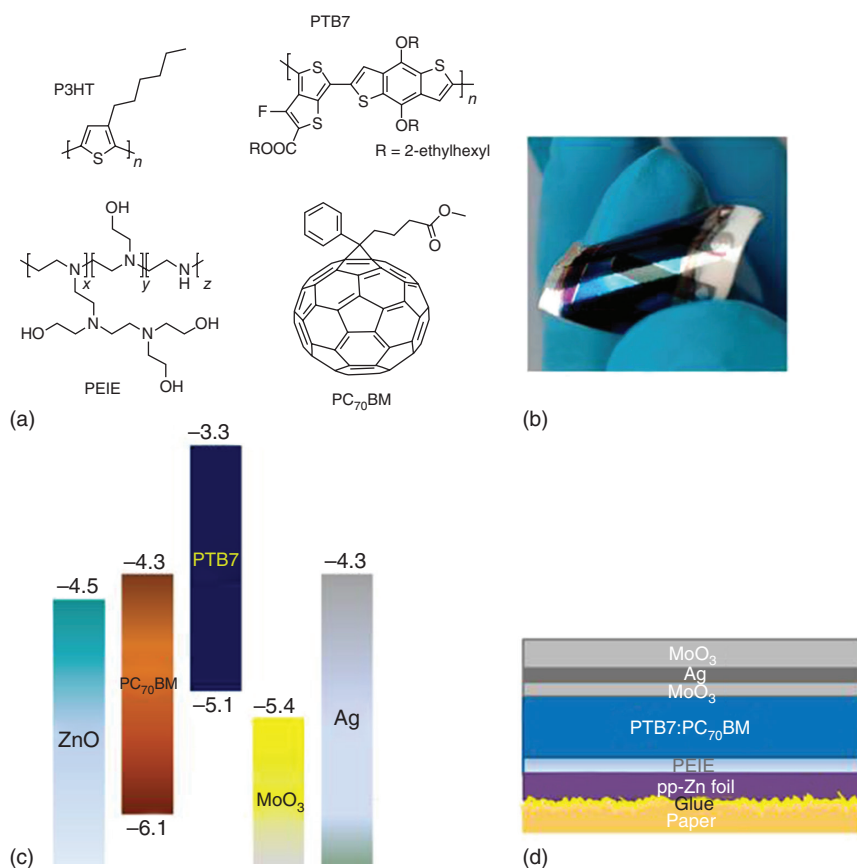 P3HT
S
n
PTB7
OR
S
S
n
F
S
S
ROOC
OR
R = 2-ethylhexyl
OH
N
x
N
y
N
H
z
HO
N
N
OH
OH
PEIE
O
O
PC₇₀BM
(a)
(b)
–3.3
PTB7
–5.1
–4.5
ZnO
–4.3
PC₇₀BM
–6.1
–5.4
MoO₃
–4.3
Ag
(c)
MoO₃
Ag
MoO₃
PTB7:PC₇₀BM
PEIE
pp-Zn foil
Glue
Paper
(d)